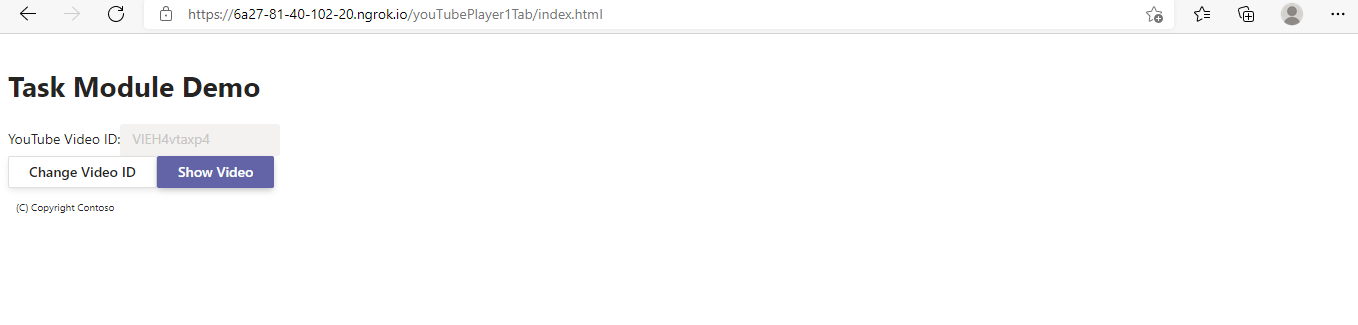 https://6a27-81-40-102-20.ngrok.io/youTubePlayer1Tab/index.html
Task Module Demo
YouTube Video ID: VIEH4vtaxp4
Change Video ID Show Video
(C) Copyright Contoso